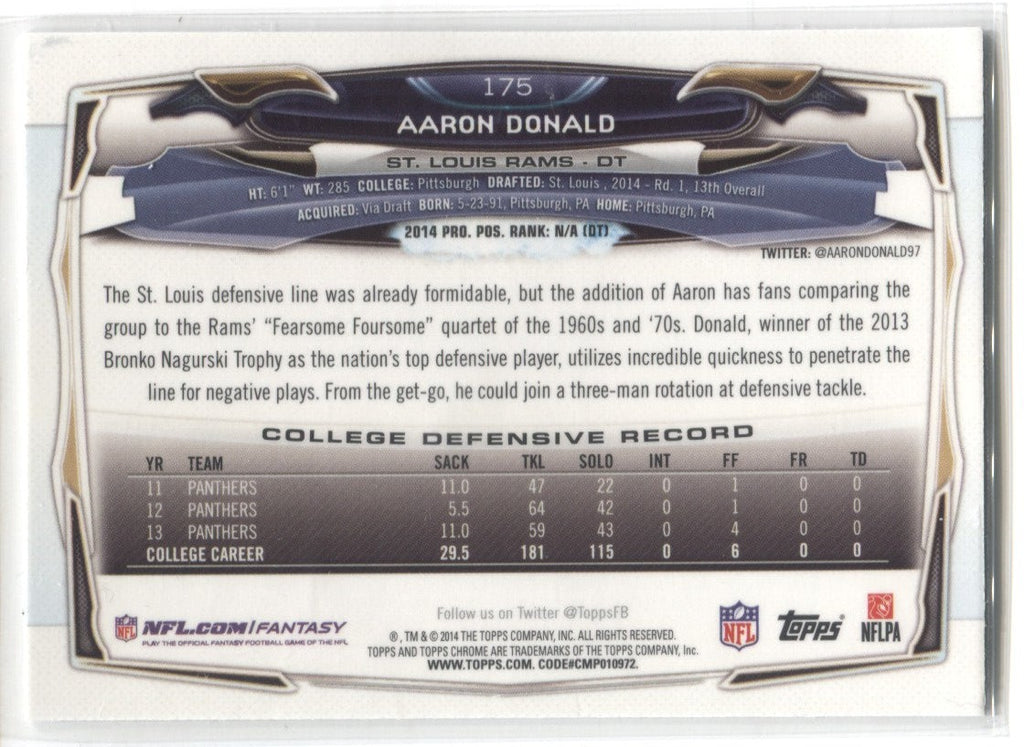 175
AARON DONALD
ST. LOUIS RAMS - DT
HT: 6'1" WT: 285 COLLEGE: Pittsburgh DRAFTED: St. Louis , 2014 - Rd. 1, 13th Overall
ACQUIRED: Via Draft BORN: 5-23-91, Pittsburgh, PA HOME: Pittsburgh, PA
2014 PRO. POS. RANK: N/A (DT)
TWITTER: @AARONDONALD97
The St. Louis defensive line was already formidable, but the addition of Aaron has fans comparing the
group to the Rams' "Fearsome Foursome" quartet of the 1960s and '70s. Donald, winner of the 2013
Bronko Nagurski Trophy as the nation's top defensive player, utilizes incredible quickness to penetrate the
line for negative plays. From the get-go, he could join a three-man rotation at defensive tackle.
COLLEGE DEFENSIVE RECORD
YR TEAM SACK TKL SOLO INT FF FR TD
11 PANTHERS 11.0 47 22 0 1 0 0
12 PANTHERS 5.5 64 42 0 1 0 0
13 PANTHERS 11.0 59 43 0 4 0 0
COLLEGE CAREER 29.5 181 115 0 6 0 0
NFL NFL.COM/FANTASY
PLAY THE OFFICIAL FANTASY FOOTBALL GAME OF THE NFL
Follow us on Twitter @ToppsFB
®, TM & © 2014 THE TOPPS COMPANY, INC. ALL RIGHTS RESERVED.
TOPPS AND TOPPS CHROME ARE TRADEMARKS OF THE TOPPS COMPANY, Inc.
WWW.TOPPS.COM. CODE#CMP010972.
NFL Topps NFLPA